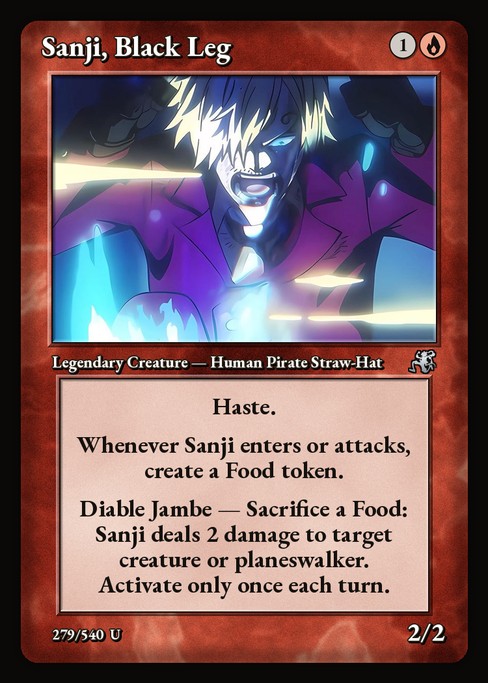 Sanji, Black Leg 1
Legendary Creature — Human Pirate Straw-Hat
Haste.
Whenever Sanji enters or attacks,
create a Food token.
Diable Jambe — Sacrifice a Food:
Sanji deals 2 damage to target
creature or planeswalker.
Activate only once each turn.
279/540 U 2/2